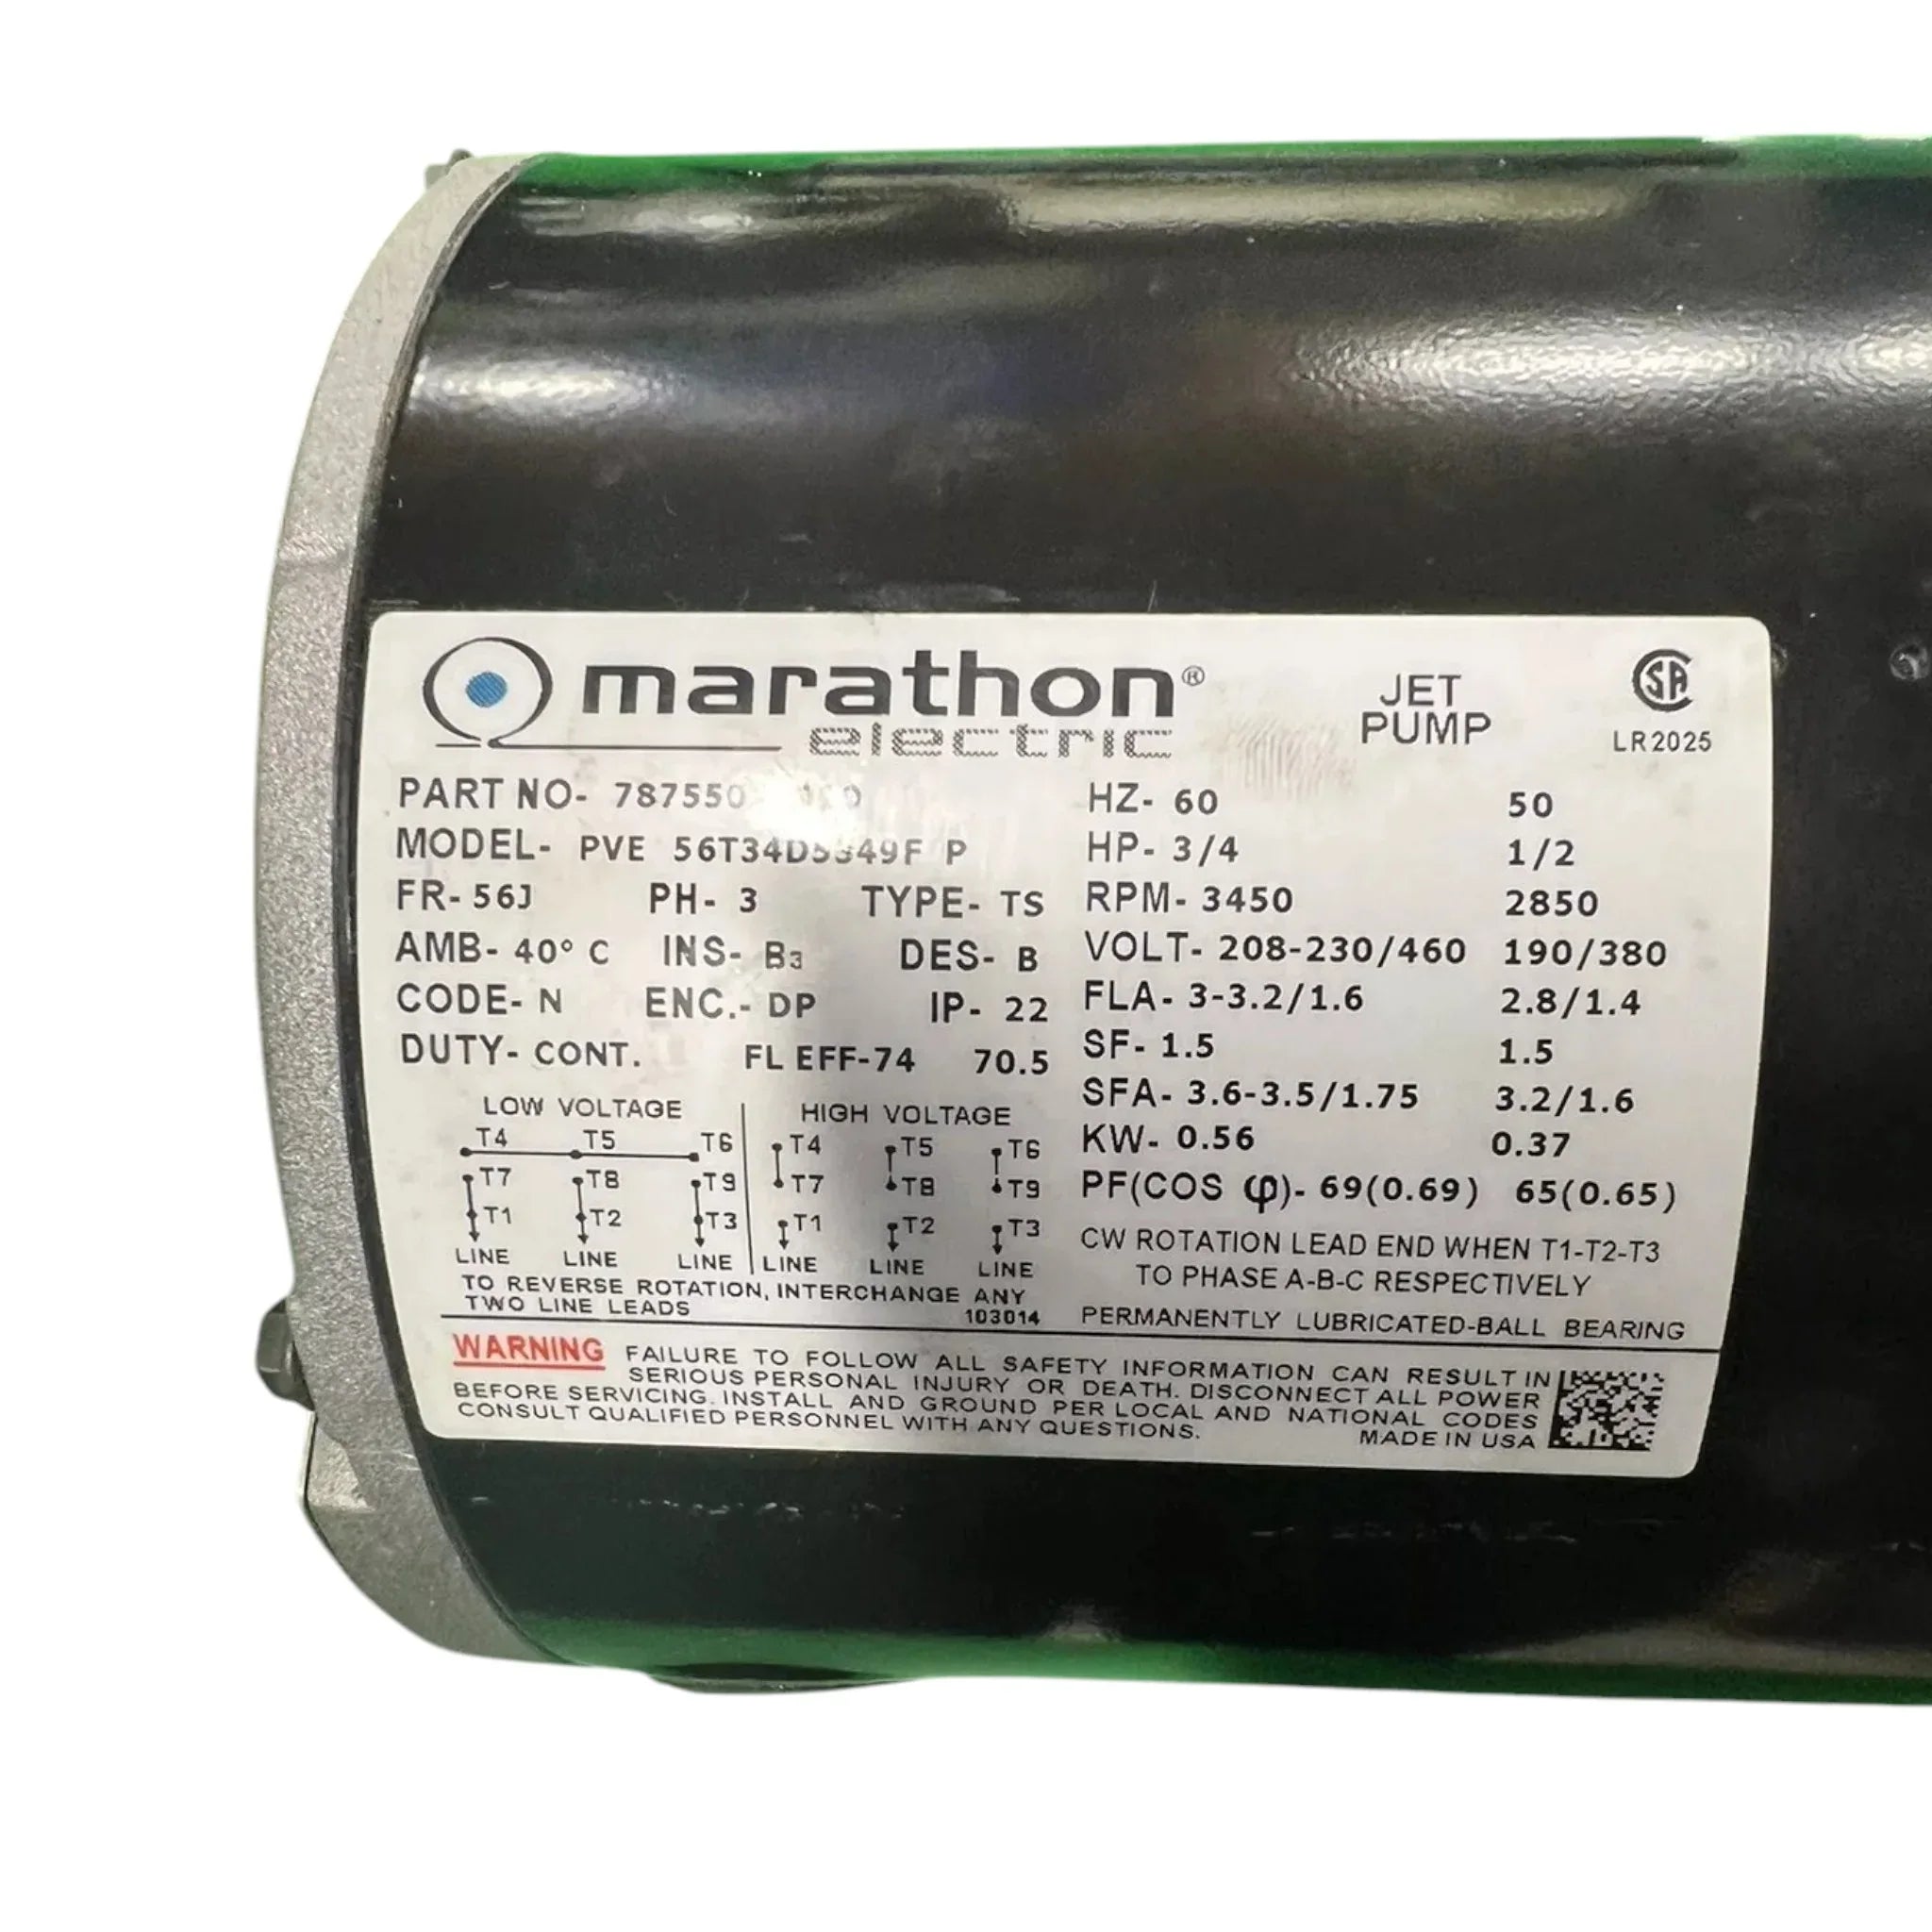 marathon®
electric
JET
PUMP
SA
LR2025
PART NO-
MODEL- PVE
FR- 56J PH- 3 TYPE- TS
AMB- 40° C INS- B3 DES- B
CODE- N ENC.- DP IP- 22
DUTY- CONT. FL EFF-74 70.5
HZ- 60 50
HP- 3/4 1/2
RPM- 3450 2850
VOLT- 208-230/460 190/380
FLA- 3-3.2/1.6 2.8/1.4
SF- 1.5 1.5
SFA- 3.6-3.5/1.75 3.2/1.6
KW- 0.56 0.37
PF(COS φ)- 69(0.69) 65(0.65)
CW ROTATION LEAD END WHEN T1-T2-T3
TO PHASE A-B-C RESPECTIVELY
PERMANENTLY LUBRICATED-BALL BEARING
LOW VOLTAGE
T4 T5 T6
T7 T8 T9
T1 T2 T3
LINE LINE LINE
HIGH VOLTAGE
T4 T5 T6
T7 T8 T9
T1 T2 T3
LINE LINE LINE
TO REVERSE ROTATION, INTERCHANGE ANY
TWO LINE LEADS 103014
WARNING FAILURE TO FOLLOW ALL SAFETY INFORMATION CAN RESULT IN
SERIOUS PERSONAL INJURY OR DEATH. DISCONNECT ALL POWER
BEFORE SERVICING. INSTALL AND GROUND PER LOCAL AND NATIONAL CODES
CONSULT QUALIFIED PERSONNEL WITH ANY QUESTIONS.
MADE IN USA